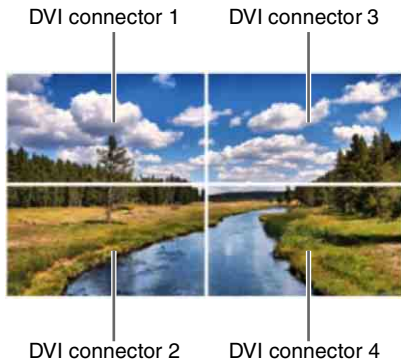 DVI connector 1
DVI connector 3
DVI connector 2
DVI connector 4